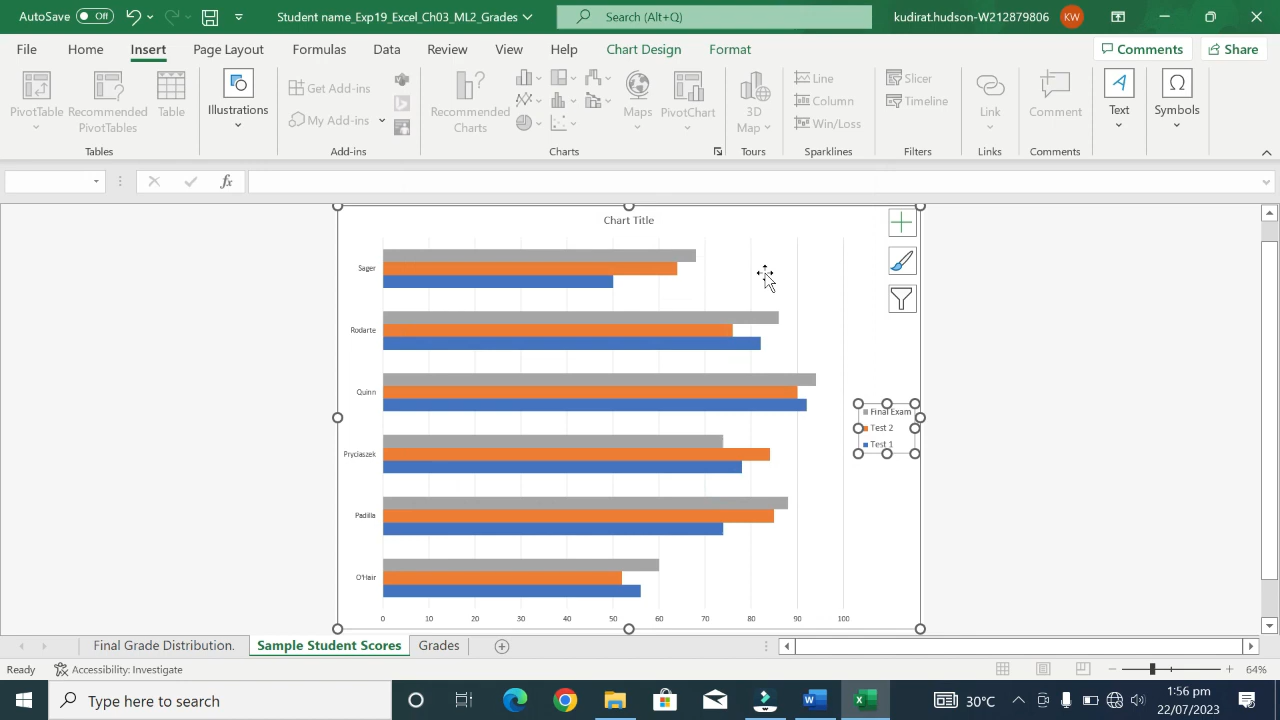 AutoSave Off
Student name_Exp19_Excel_Ch03_ML2_Grades
Search (Alt+Q)
kudirat.hudson-W212879806 KW
File Home Insert Page Layout Formulas Data Review View Help Chart Design Format
Comments Share
PivotTable
Recommended PivotTables
Table
Tables
Illustrations
Get Add-ins
My Add-ins
Add-ins
Recommended Charts
Maps
PivotChart
Charts
3D Map
Tours
Line
Column
Win/Loss
Sparklines
Slicer
Timeline
Filters
Link
Links
Comment
Comments
Text
Symbols
fx
Chart Title
Sager
Rodarte
Quinn
Final Exam
Test 2
Test 1
Pryciaszek
Padilla
O'Hair
0 10 20 30 40 50 60 70 80 90 100
Final Grade Distribution. Sample Student Scores Grades
Ready Accessibility: Investigate 64%
Type here to search
30°C
1:56 pm
22/07/2023